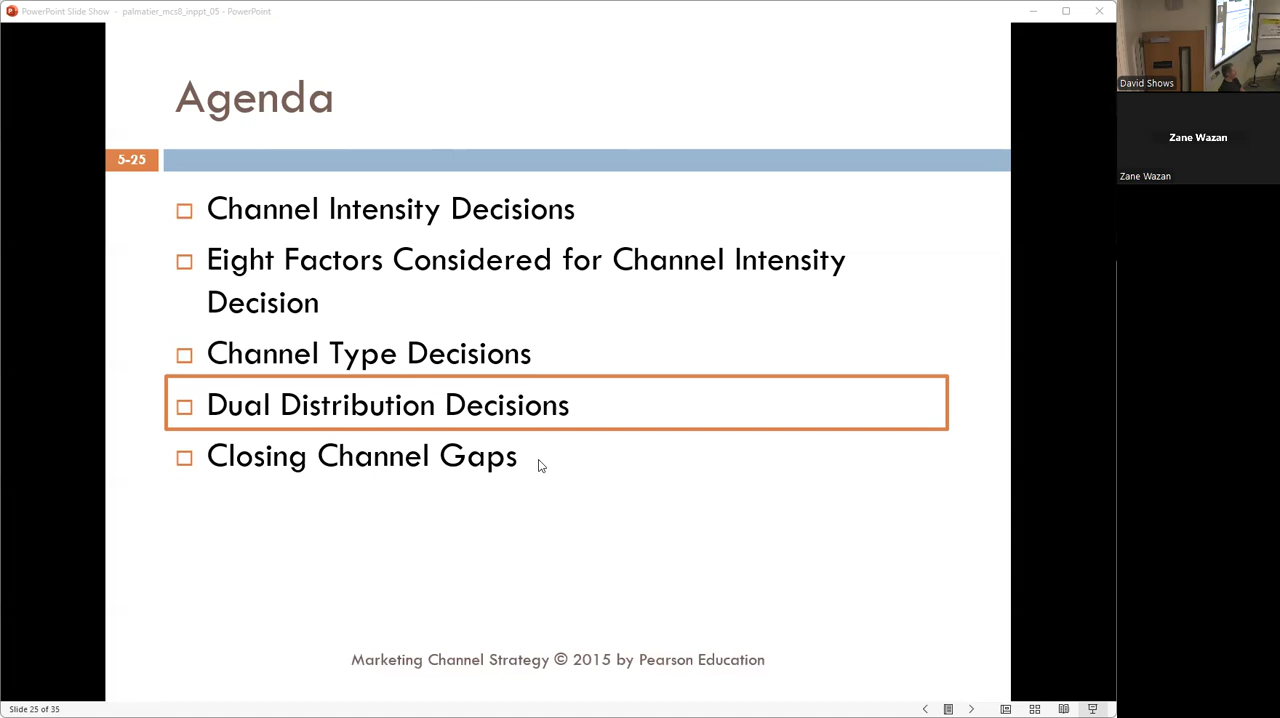 PowerPoint Slide Show - palmatier_mcs8_inppt_05 - PowerPoint
Agenda
5-25
Channel Intensity Decisions
Eight Factors Considered for Channel Intensity
Decision
Channel Type Decisions
Dual Distribution Decisions
Closing Channel Gaps
Marketing Channel Strategy © 2015 by Pearson Education
Slide 25 of 35
David Shows
Zane Wazan
Zane Wazan